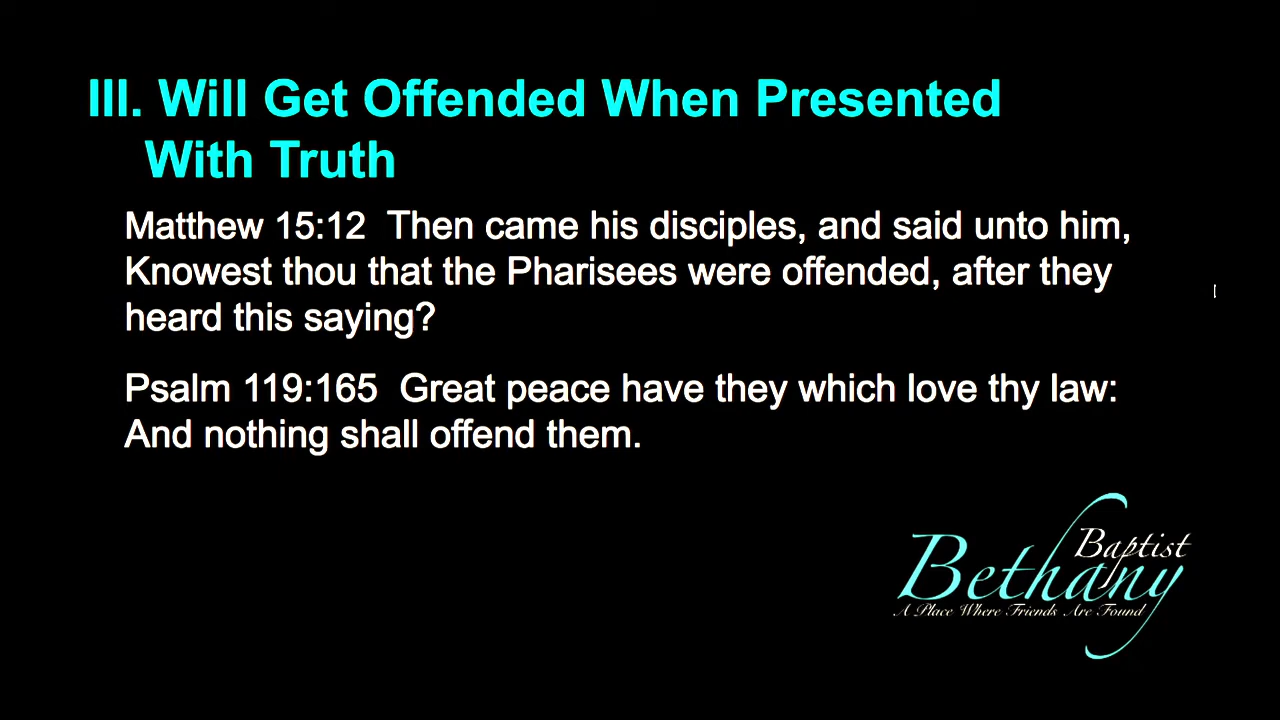 III. Will Get Offended When Presented
With Truth
Matthew 15:12  Then came his disciples, and said unto him,
Knowest thou that the Pharisees were offended, after they
heard this saying?
Psalm 119:165  Great peace have they which love thy law:
And nothing shall offend them.
Baptist
Bethany
A Place Where Friends Are Found